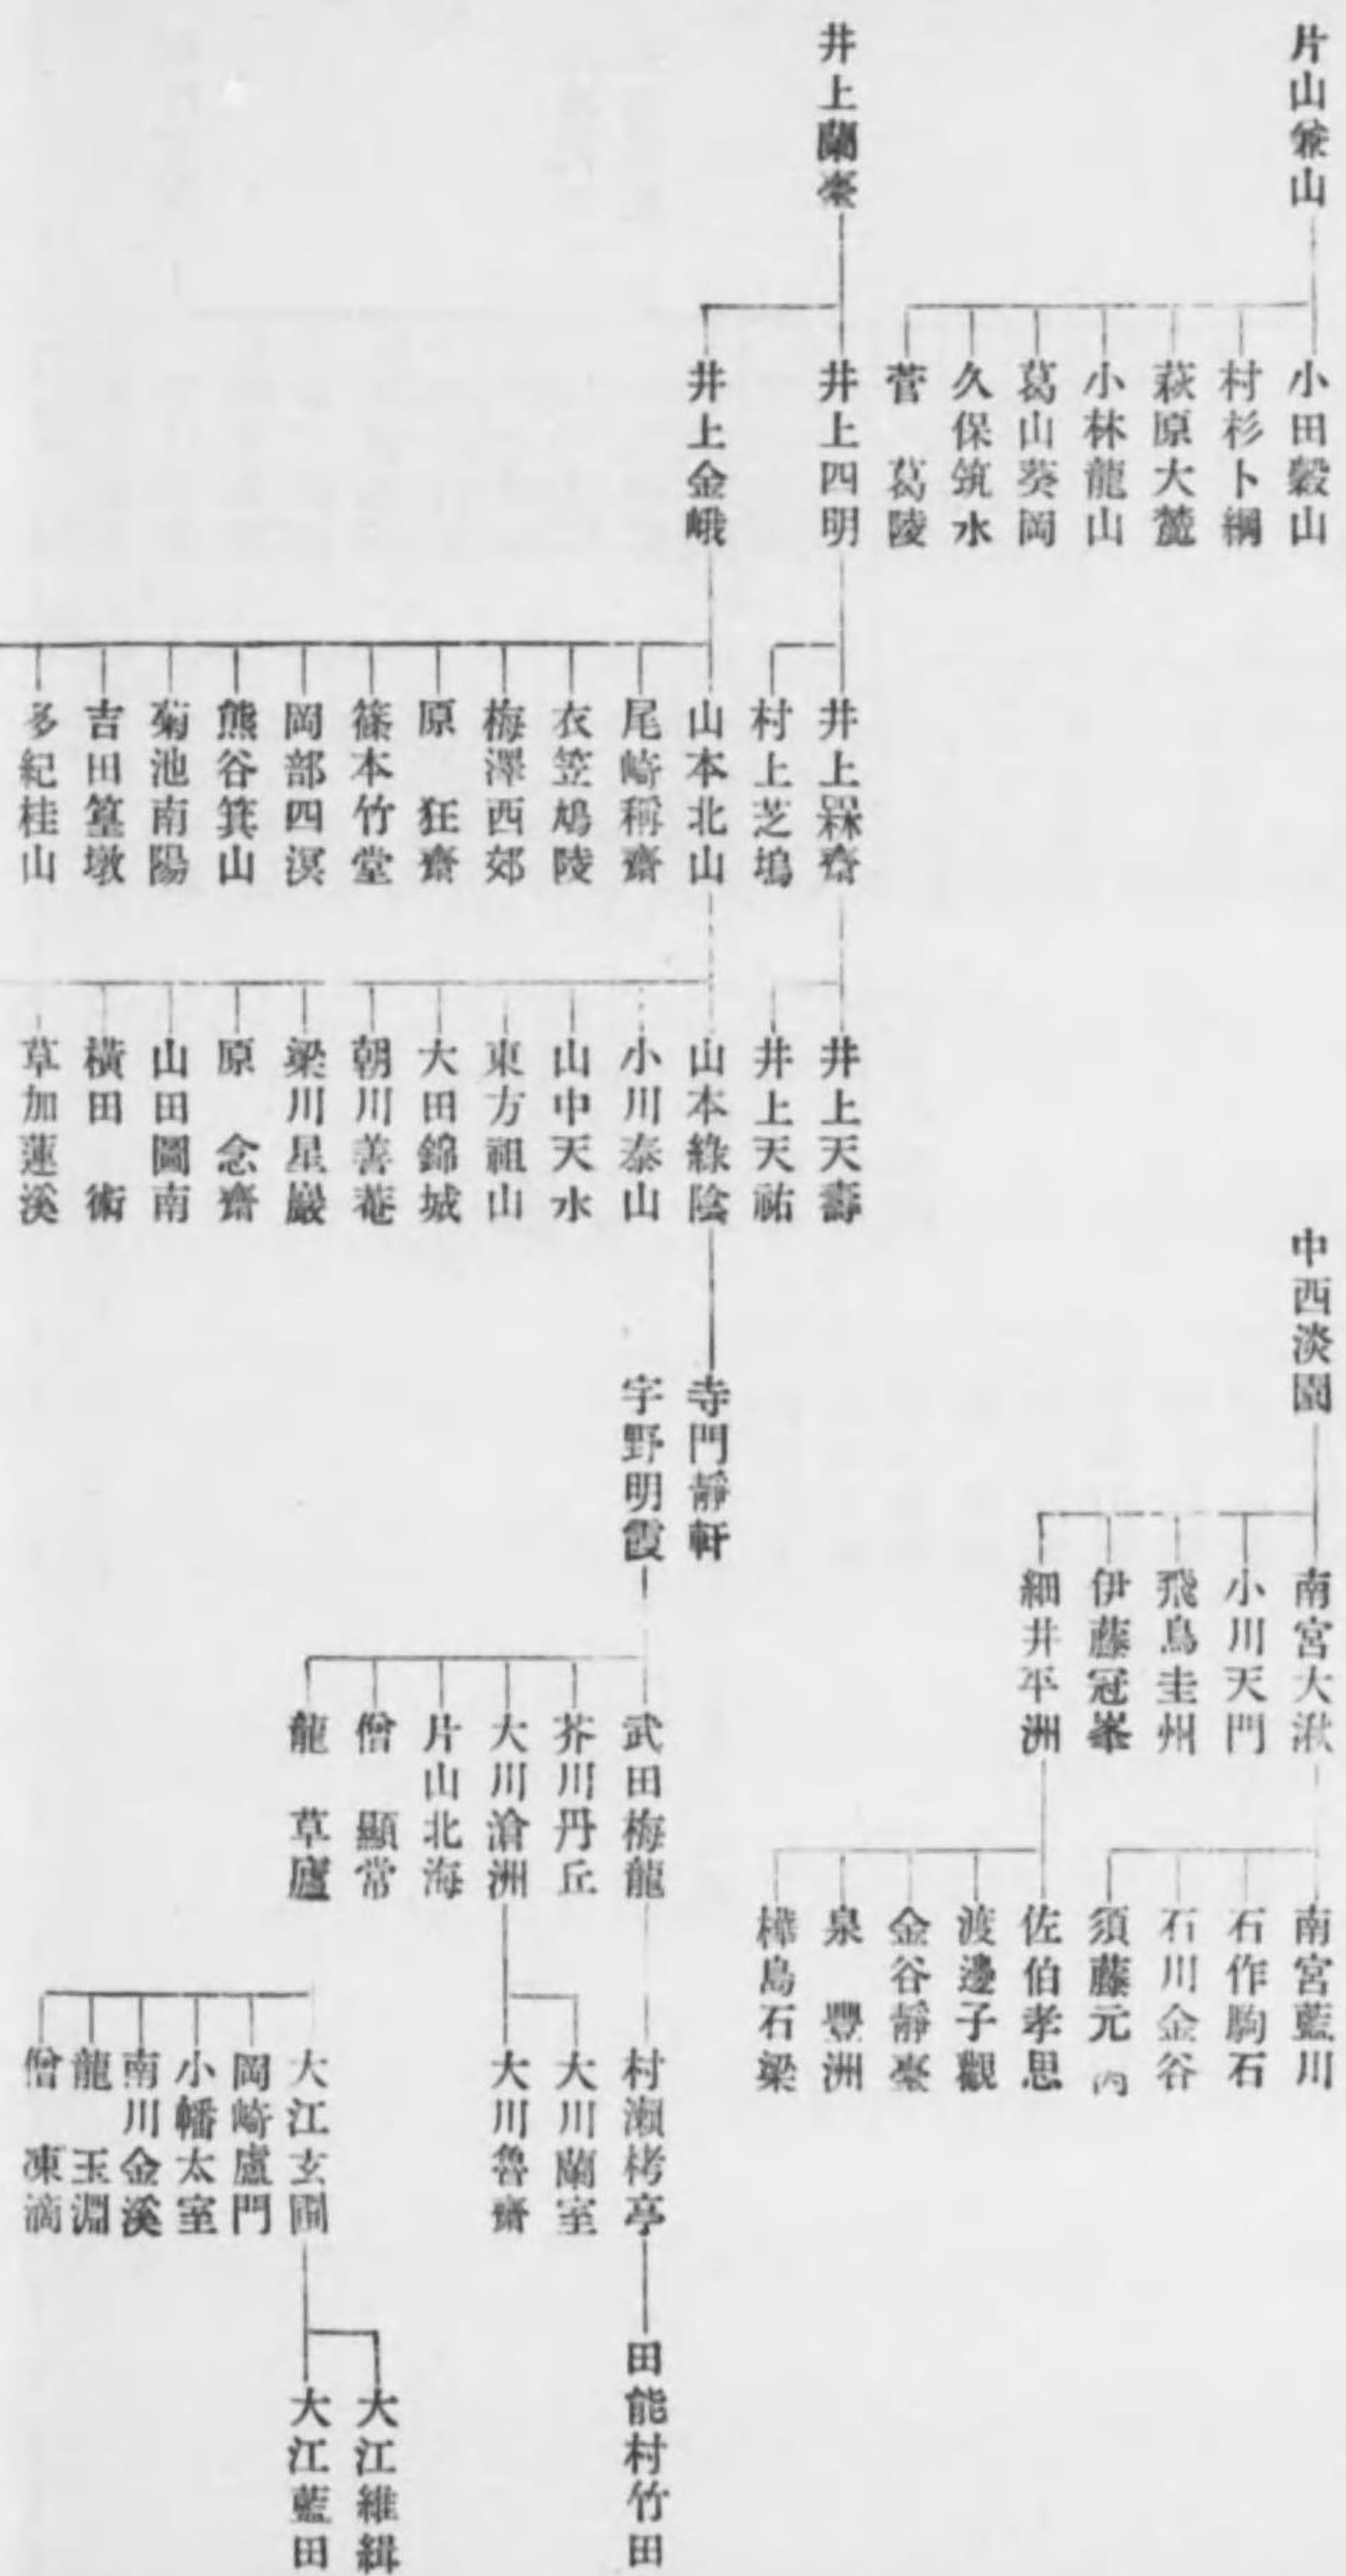 片山兼山
小田穀山
村杉卜綱
萩原大麓
小林龍山
葛山葵岡
久保筑水
菅 葛陵
井上蘭臺
井上四明
井上金峨
井上槑齋
村上芝塢
山本北山
尾崎稱齋
衣笠鳩陵
梅澤西郊
原 狂齋
篠本竹堂
岡部四溟
熊谷箕山
菊池南陽
吉田篁墩
多紀桂山
井上天壽
井上天祐
山本綠陰
小川泰山
山中天水
東方祖山
大田錦城
朝川善菴
梁川星巖
原 念齋
山田圖南
橫田 術
草加蓮溪
寺門靜軒
中西淡園
南宮大湫
小川天門
飛鳥圭州
伊藤冠峯
細井平洲
南宮藍川
石作駒石
石川金谷
須藤元內
佐伯孝思
渡邊子觀
金谷靜臺
泉 豐洲
樺島石梁
宇野明霞
武田梅龍
芥川丹丘
大川滄洲
片山北海
僧 顯常
龍 草廬
村瀨栲亭
大川蘭室
大川魯齋
大江玄圃
岡崎盧門
小幡太室
南川金溪
龍 玉淵
僧 凍滴
田能村竹田
大江維緝
大江藍田